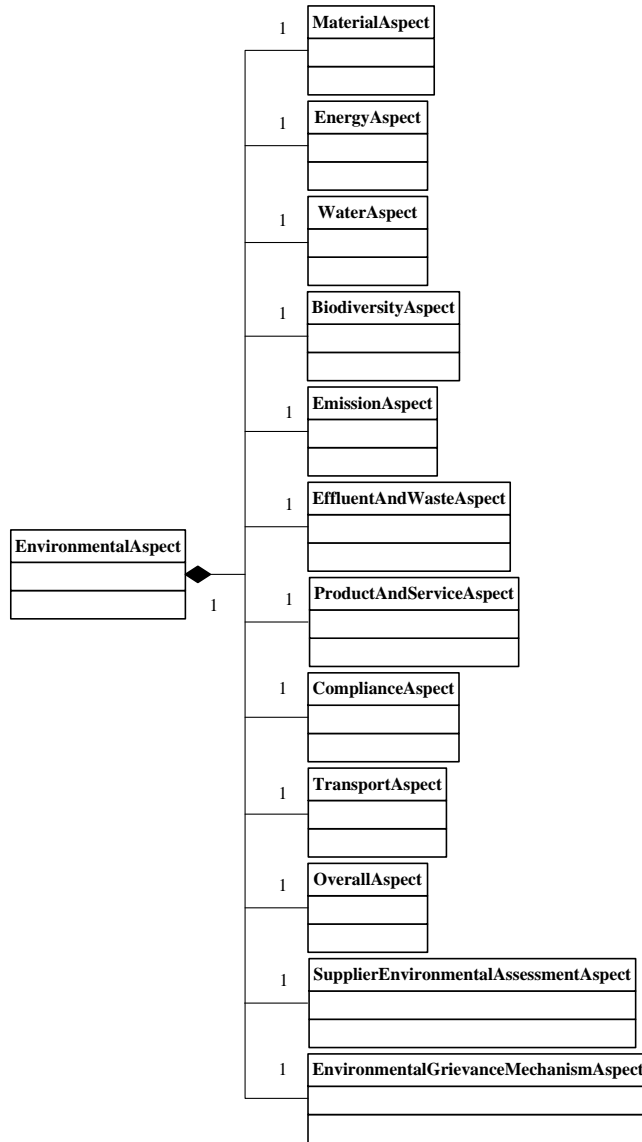 1
MaterialAspect
1
EnergyAspect
1
WaterAspect
1
BiodiversityAspect
1
EmissionAspect
1
EffluentAndWasteAspect
EnvironmentalAspect
1
1
ProductAndServiceAspect
1
ComplianceAspect
1
TransportAspect
1
OverallAspect
1
SupplierEnvironmentalAssessmentAspect
1
EnvironmentalGrievanceMechanismAspect